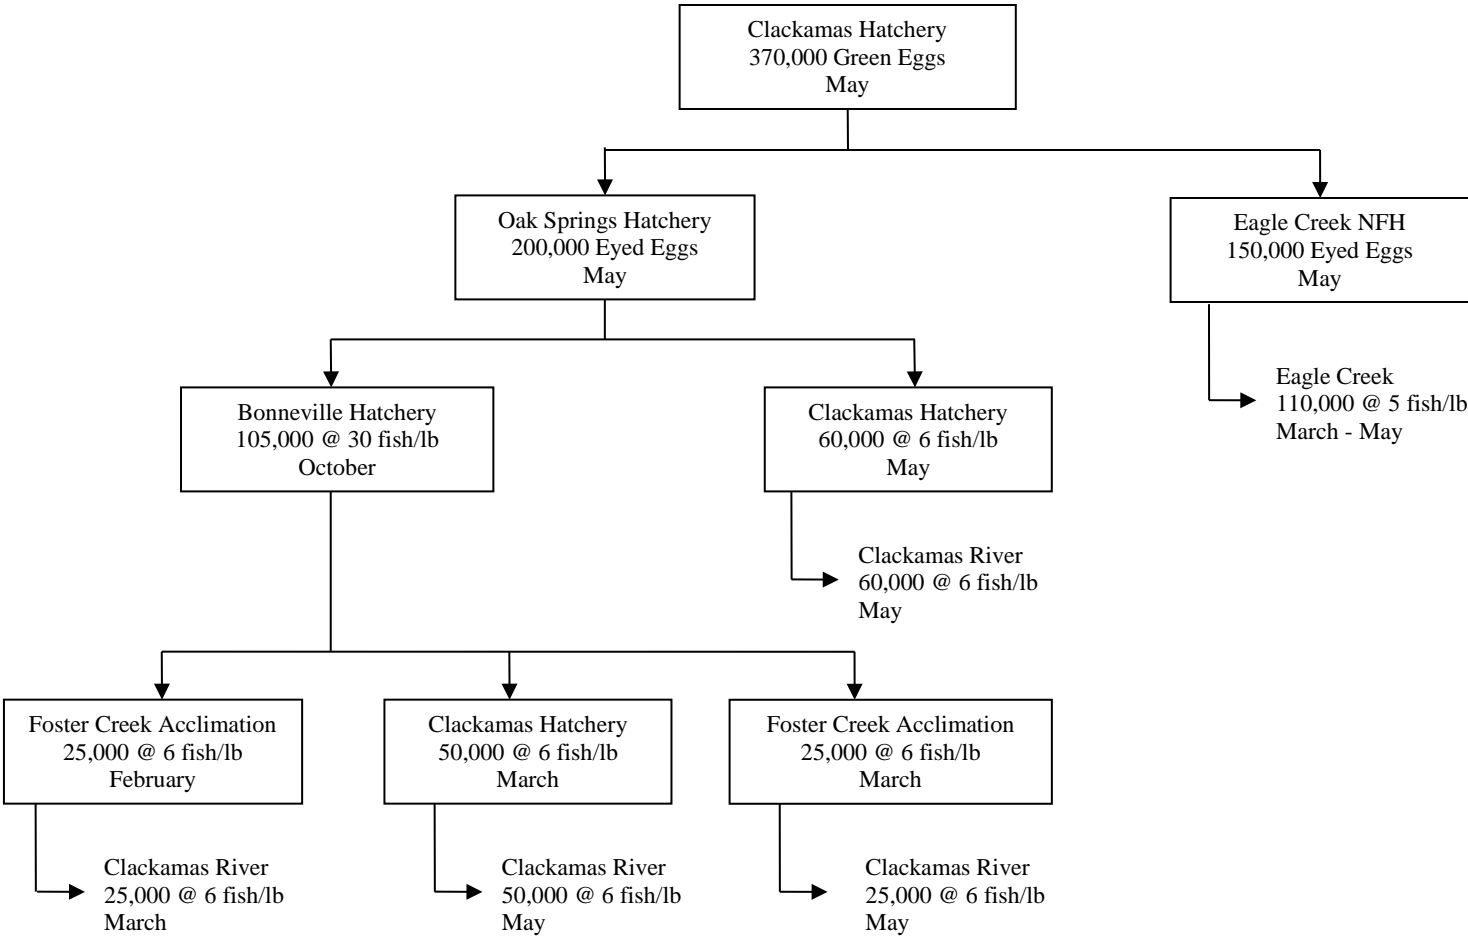 Clackamas Hatchery
370,000 Green Eggs
May
Oak Springs Hatchery
200,000 Eyed Eggs
May
Eagle Creek NFH
150,000 Eyed Eggs
May
Eagle Creek
110,000 @ 5 fish/lb
March - May
Bonneville Hatchery
105,000 @ 30 fish/lb
October
Clackamas Hatchery
60,000 @ 6 fish/lb
May
Clackamas River
60,000 @ 6 fish/lb
May
Foster Creek Acclimation
25,000 @ 6 fish/lb
February
Clackamas Hatchery
50,000 @ 6 fish/lb
March
Foster Creek Acclimation
25,000 @ 6 fish/lb
March
Clackamas River
25,000 @ 6 fish/lb
March
Clackamas River
50,000 @ 6 fish/lb
May
Clackamas River
25,000 @ 6 fish/lb
May